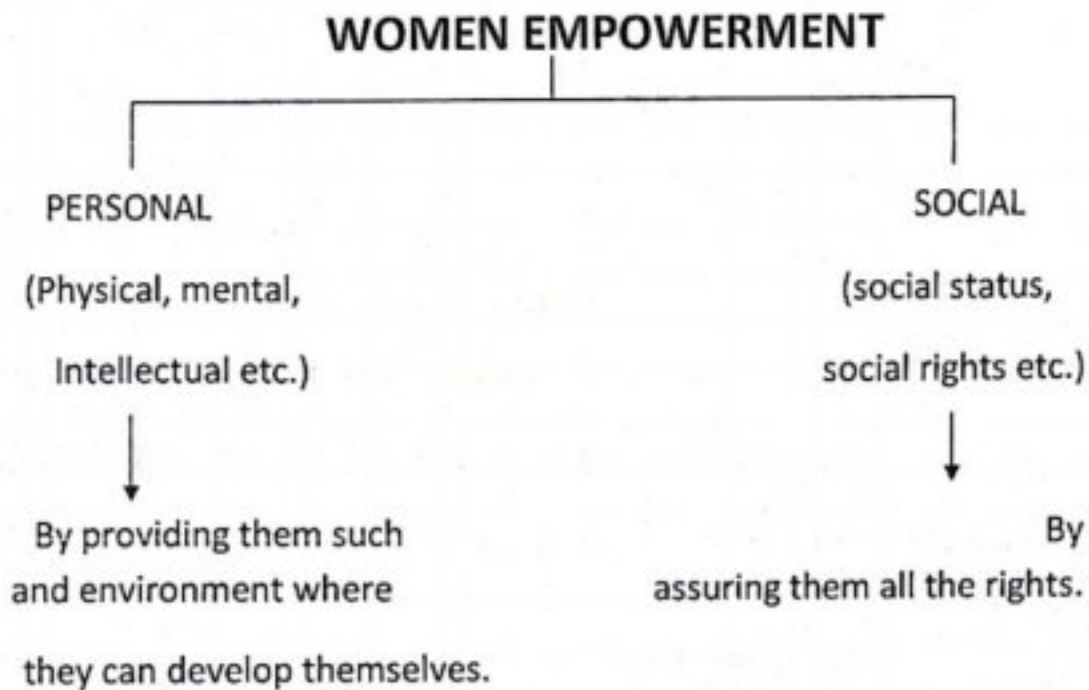 WOMEN EMPOWERMENT
PERSONAL
(Physical, mental,
Intellectual etc.)
By providing them such
and environment where
they can develop themselves.
SOCIAL
(social status,
social rights etc.)
By
assuring them all the rights.